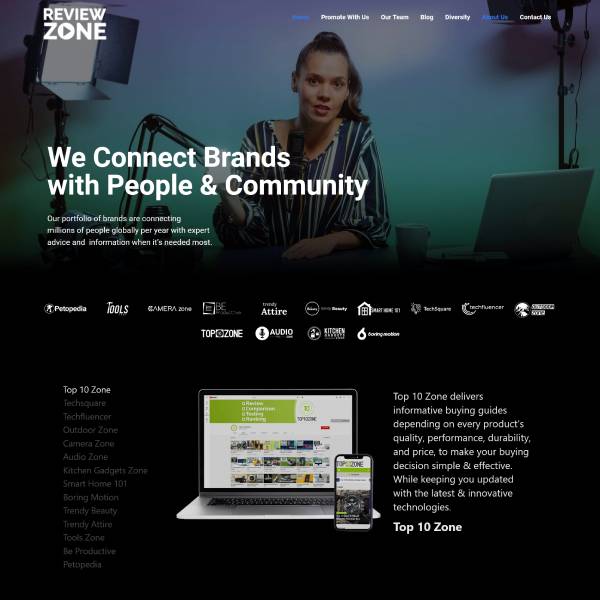 REVIEW
ZONE
Home Promote With Us Our Team Blog Diversity About Us Contact Us
We Connect Brands
with People & Community
Our portfolio of brands are connecting
millions of people globally per year with expert
advice and information when it's needed most.
Petopedia TOOLS CAMERA zone BE trendy Attire Beauty SMART HOME 101 TechSquare techfluencer OUTDOOR ZONE
TOP10ZONE AUDIO KITCHEN GADGETS boring motion
Top 10 Zone
Techsquare
Techfluencer
Outdoor Zone
Camera Zone
Audio Zone
Kitchen Gadgets Zone
Smart Home 101
Boring Motion
Trendy Beauty
Trendy Attire
Tools Zone
Be Productive
Petopedia
Review
Comparison
Testing
Ranking
10
TOP10ZONE
TOP10ZONE
Top 10 Zone delivers
informative buying guides
depending on every product's
quality, performance, durability,
and price, to make your buying
decision simple & effective.
While keeping you updated
with the latest & innovative
technologies.
Top 10 Zone